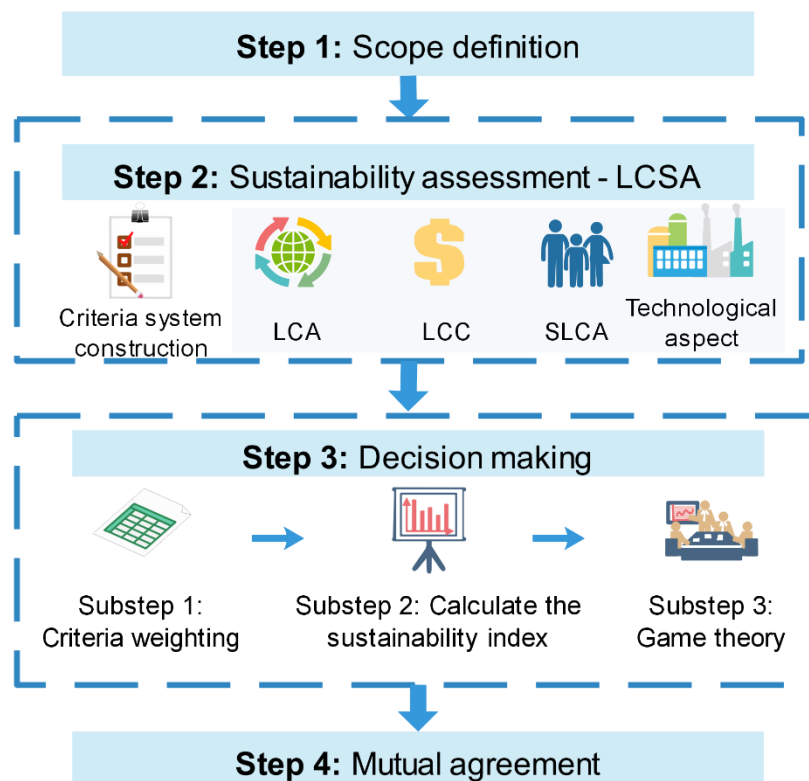 Step 1: Scope definition
Step 2: Sustainability assessment - LCSA
Criteria system
construction
LCA
LCC
SLCA
Technological
aspect
Step 3: Decision making
Substep 1:
Criteria weighting
Substep 2: Calculate the
sustainability index
Substep 3:
Game theory
Step 4: Mutual agreement